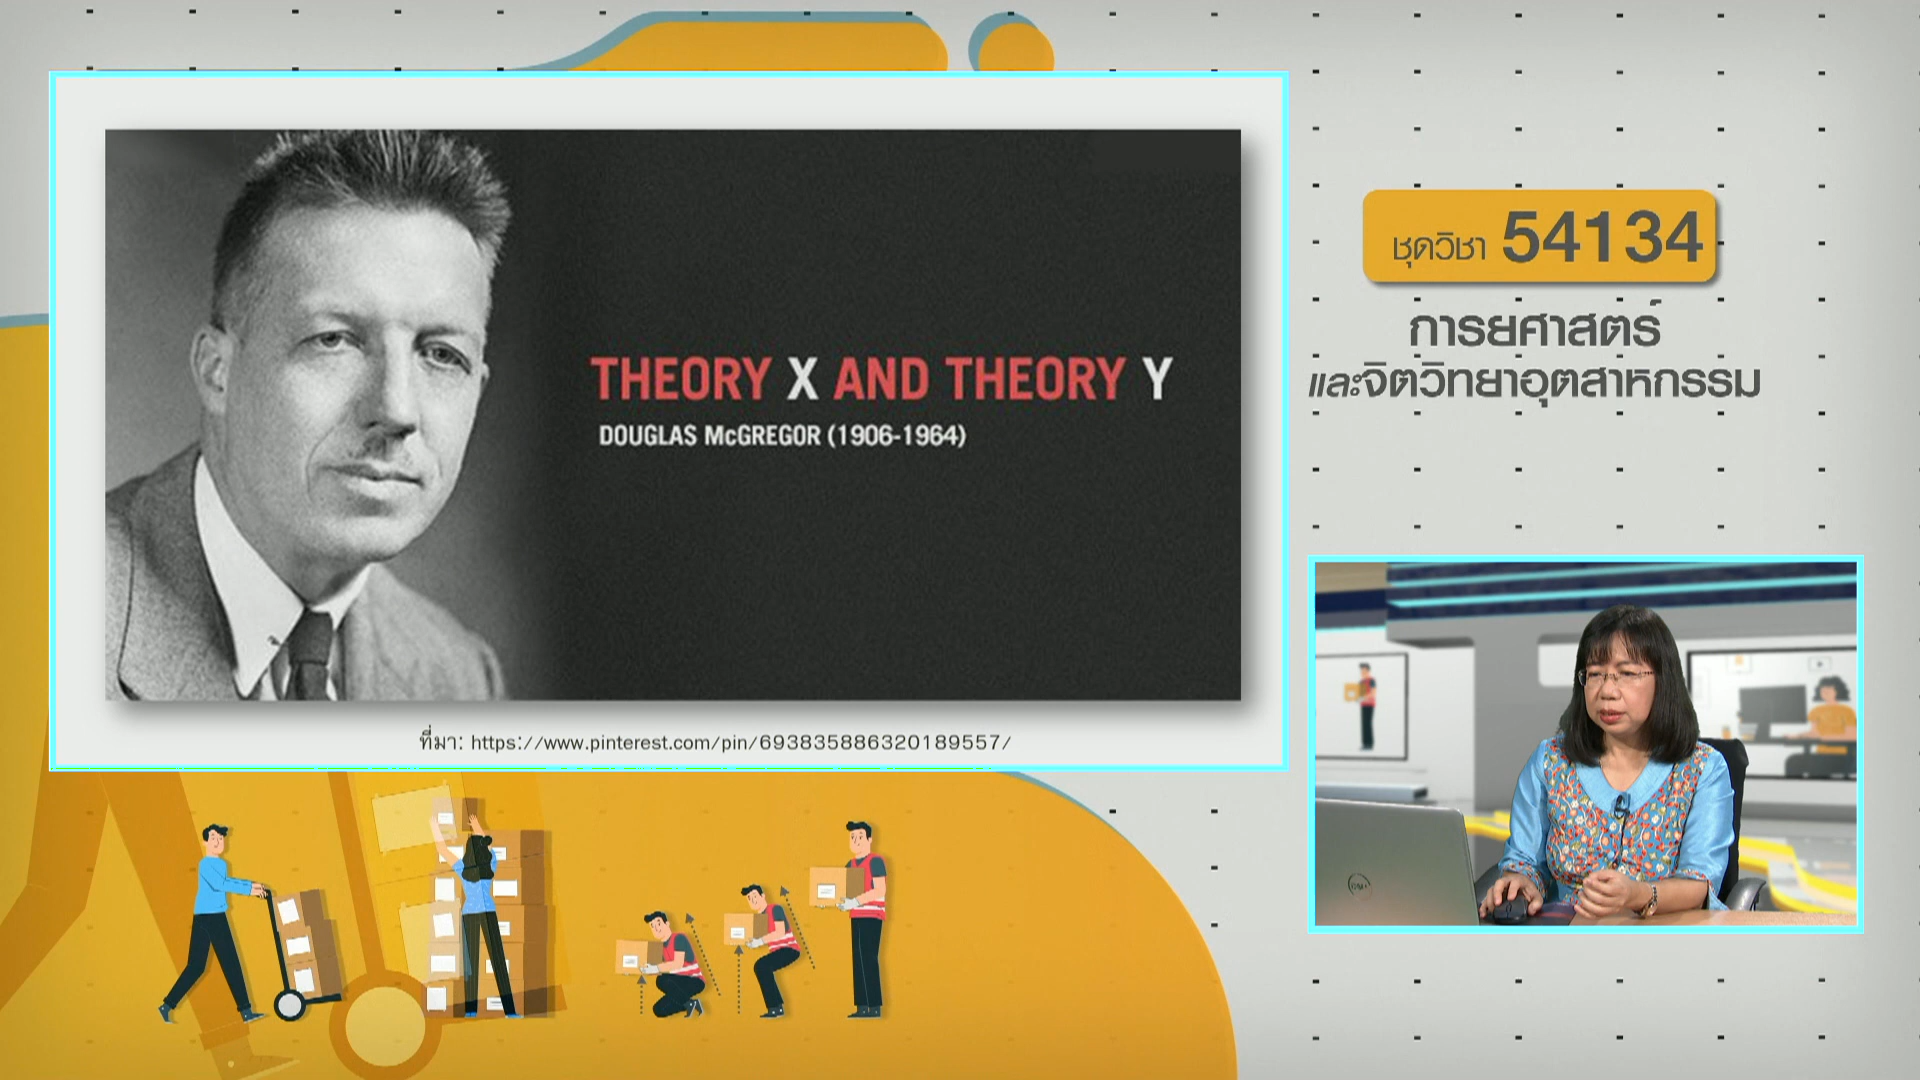 THEORY X AND THEORY Y
DOUGLAS McGREGOR (1906-1964)
ที่มา: https://www.pinterest.com/pin/693835886320189557/
ชุดวิชา 54134
การยศาสตร์
และจิตวิทยาอุตสาหกรรม
DELL